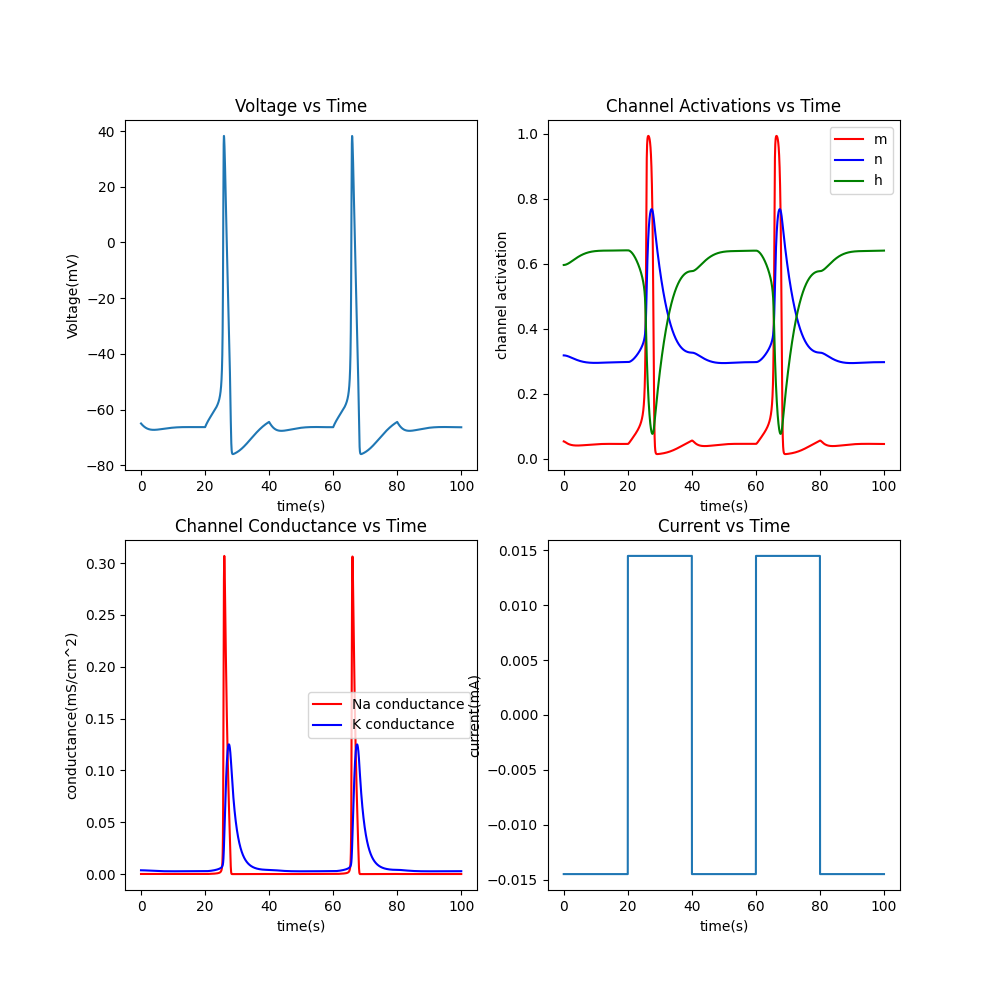 Voltage vs Time
40
20
0
−20
−40
−60
−80
Voltage(mV)
0 20 40 60 80 100
time(s)
Channel Activations vs Time
1.0
0.8
0.6
0.4
0.2
0.0
channel activation
m
n
h
0 20 40 60 80 100
time(s)
Channel Conductance vs Time
0.30
0.25
0.20
0.15
0.10
0.05
0.00
conductance(mS/cm^2)
Na conductance
K conductance
0 20 40 60 80 100
time(s)
Current vs Time
0.015
0.010
0.005
0.000
−0.005
−0.010
−0.015
current(mA)
0 20 40 60 80 100
time(s)